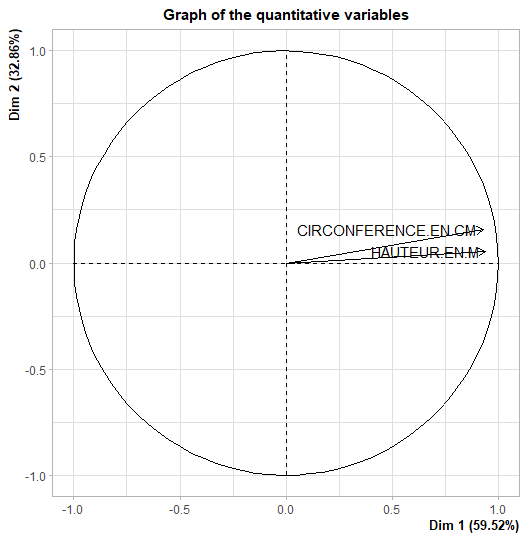 Graph of the quantitative variables
Dim 2 (32.86%)
1.0
0.5
CIRCONFERENCE.EN.CM
HAUTEUR.EN.M
0.0
-0.5
-1.0
-1.0 -0.5 0.0 0.5 1.0
Dim 1 (59.52%)